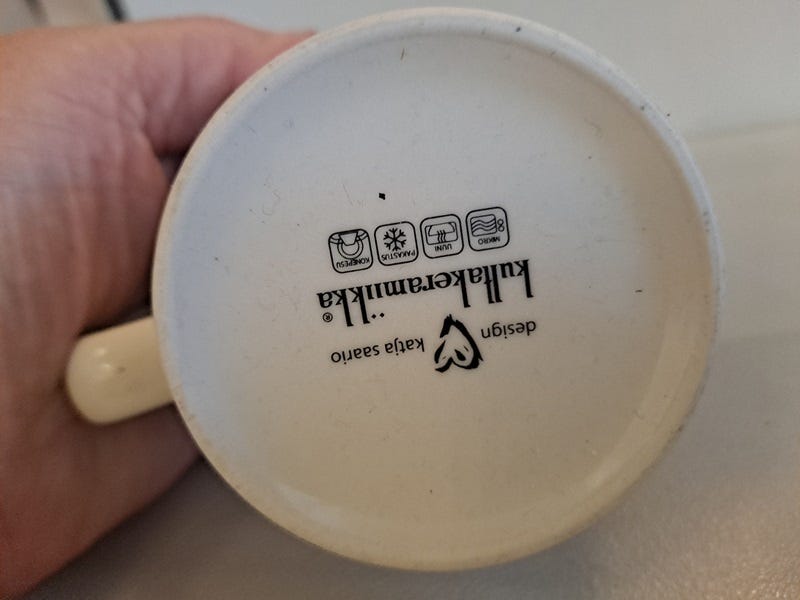 design katja saario
kultakeramiikka®
MIKRO UUNI PAKASTUS KONEPESU